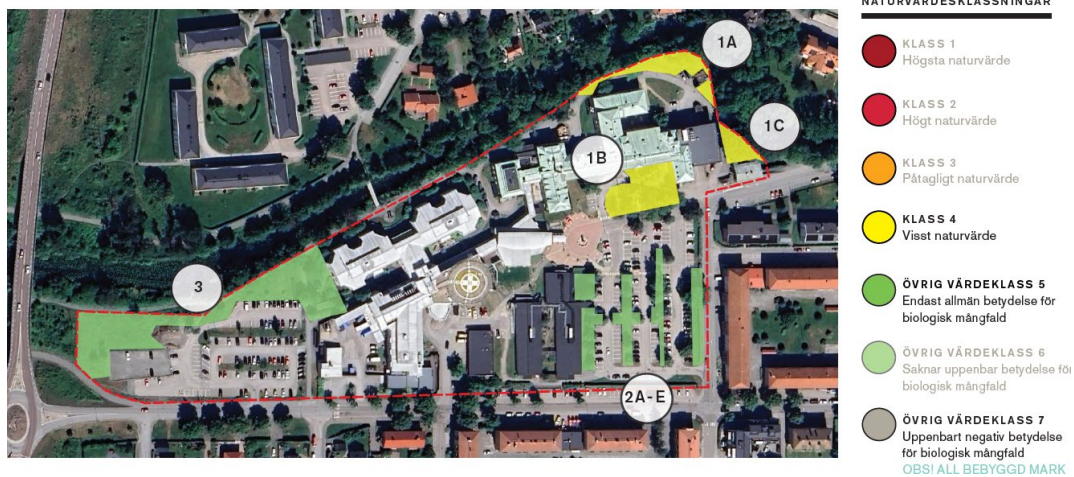 NATURVÄRDESKLASSNINGAR
1A
1C
1B
3
2A-E
KLASS 1
Högsta naturvärde
KLASS 2
Högt naturvärde
KLASS 3
Påtagligt naturvärde
KLASS 4
Visst naturvärde
ÖVRIG VÄRDEKLASS 5
Endast allmän betydelse för
biologisk mångfald
ÖVRIG VÄRDEKLASS 6
Saknar uppenbar betydelse för
biologisk mångfald
ÖVRIG VÄRDEKLASS 7
Uppenbart negativ betydelse
för biologisk mångfald
OBS! ALL BEBYGGD MARK